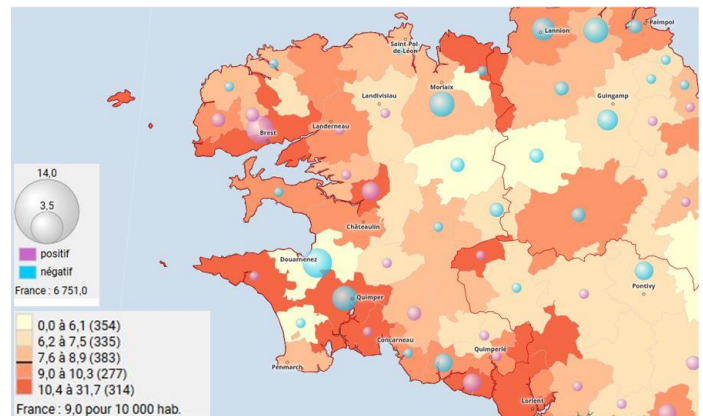 Paimpol
Lannion
Saint-Pol
de-Léon
Morlaix
Landivisiau
Guingamp
Landerneau
Brest
14,0
3,5
positif
négatif
France : 6 751,0
Châteaulin
Douarnenez
Pontivy
Quimper
0,0 à 6,1 (354)
6,2 à 7,5 (335)
7,6 à 8,9 (383)
9,0 à 10,3 (277)
10,4 à 31,7 (314)
France : 9,0 pour 10 000 hab.
Concarneau
Quimperlé
Penmarch
Lorient